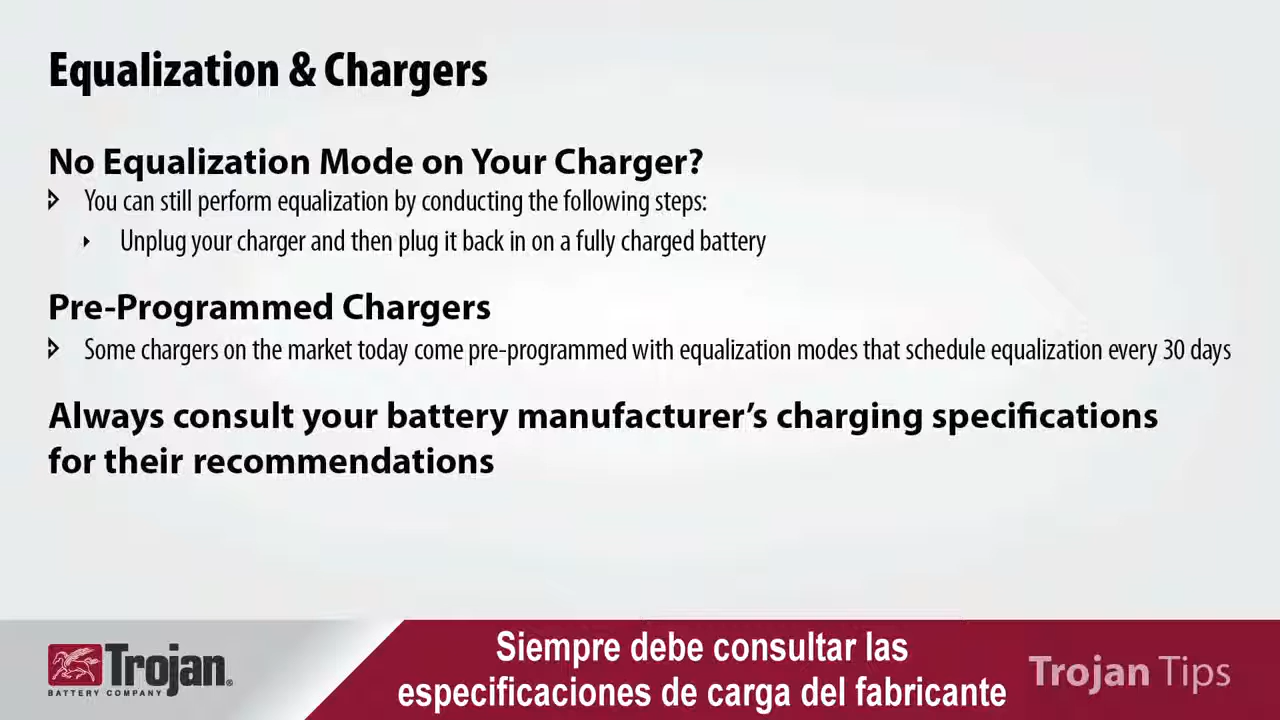 Equalization & Chargers
No Equalization Mode on Your Charger?
You can still perform equalization by conducting the following steps:
Unplug your charger and then plug it back in on a fully charged battery
Pre-Programmed Chargers
Some chargers on the market today come pre-programmed with equalization modes that schedule equalization every 30 days
Always consult your battery manufacturer’s charging specifications
for their recommendations
Trojan®
BATTERY COMPANY
Siempre debe consultar las
especificaciones de carga del fabricante
Trojan Tips